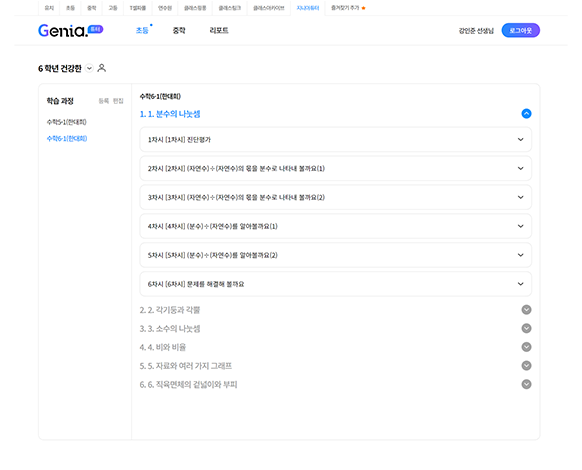 유치 초등 중학 고등 T셀파몰 연수원 클래스링콩 클래스링크 클래스아카이브 지니아튜터 즐겨찾기 추가 ★
Genia. 튜터 초등 중학 리포트 강인준 선생님 로그아웃
6 학년 건강한
학습 과정 등록 편집
수학5-1(한대희)
수학6-1(한대희)
수학6-1(한대희)
1. 1. 분수의 나눗셈
1차시 [1차시] 진단평가
2차시 [2차시] (자연수)÷(자연수)의 몫을 분수로 나타내 볼까요(1)
3차시 [3차시] (자연수)÷(자연수)의 몫을 분수로 나타내 볼까요(2)
4차시 [4차시] (분수)÷(자연수)를 알아볼까요(1)
5차시 [5차시] (분수)÷(자연수)를 알아볼까요(2)
6차시 [6차시] 문제를 해결해 볼까요
2. 2. 각기둥과 각뿔
3. 3. 소수의 나눗셈
4. 4. 비와 비율
5. 5. 자료와 여러 가지 그래프
6. 6. 직육면체의 겉넓이와 부피